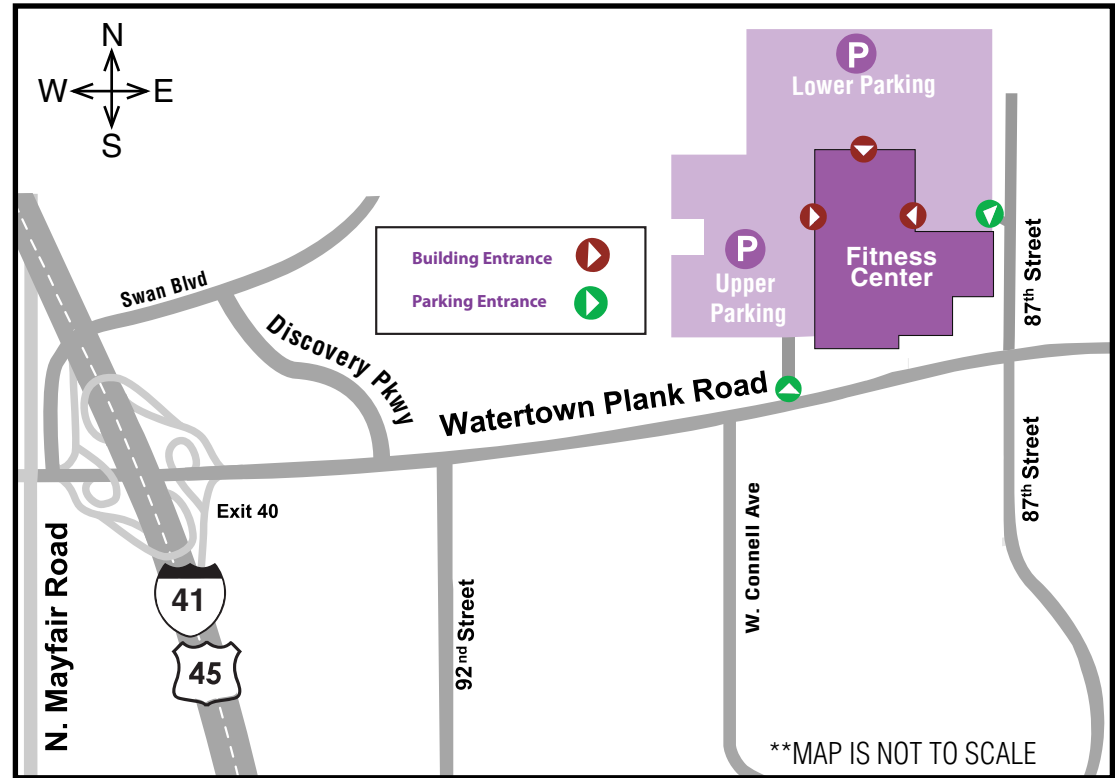 N
W E
S
P
Lower Parking
Swan Blvd
Building Entrance
Parking Entrance
P
Upper
Parking
Fitness
Center
87th Street
Discovery Pkwy
Watertown Plank Road
Exit 40
N. Mayfair Road
41
45
92nd Street
W. Connell Ave
87th Street
**MAP IS NOT TO SCALE